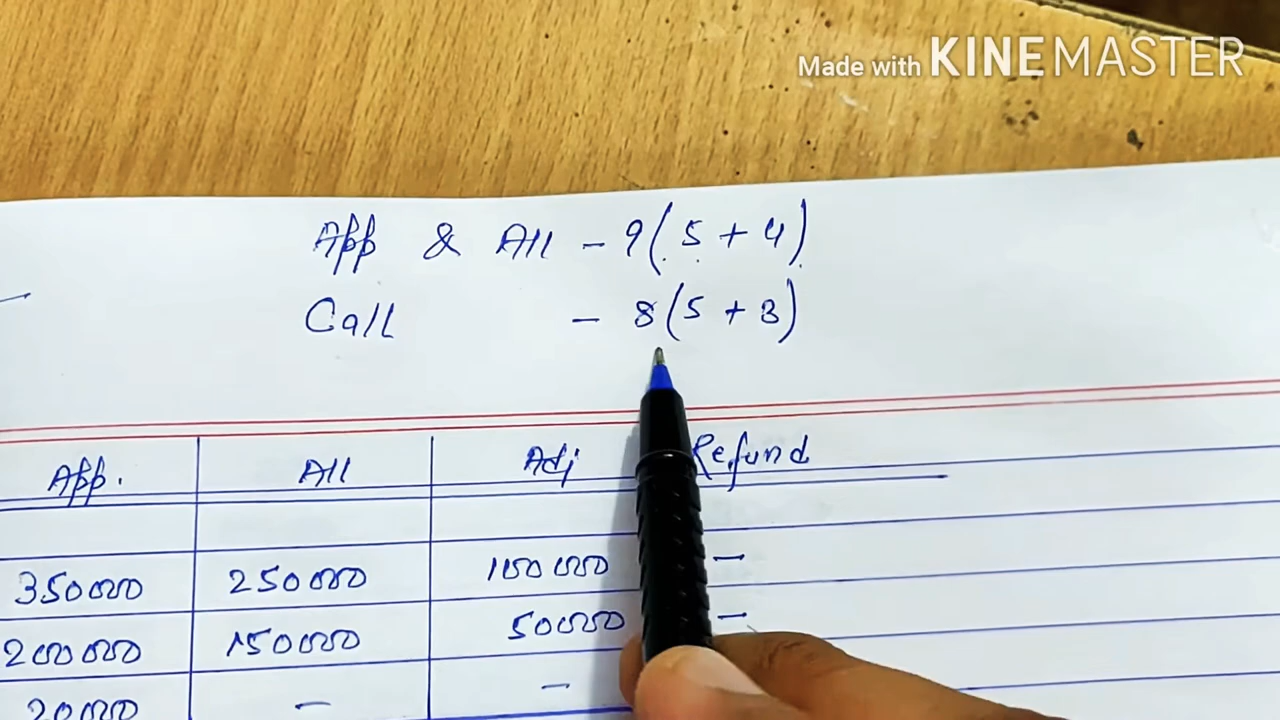 Made with KINEMASTER
App & All - 9(5+4)
Call - 8(5+3)
App. All Adj Refund
350000 250000 100000 -
200000 150000 50000 -
20000 - -